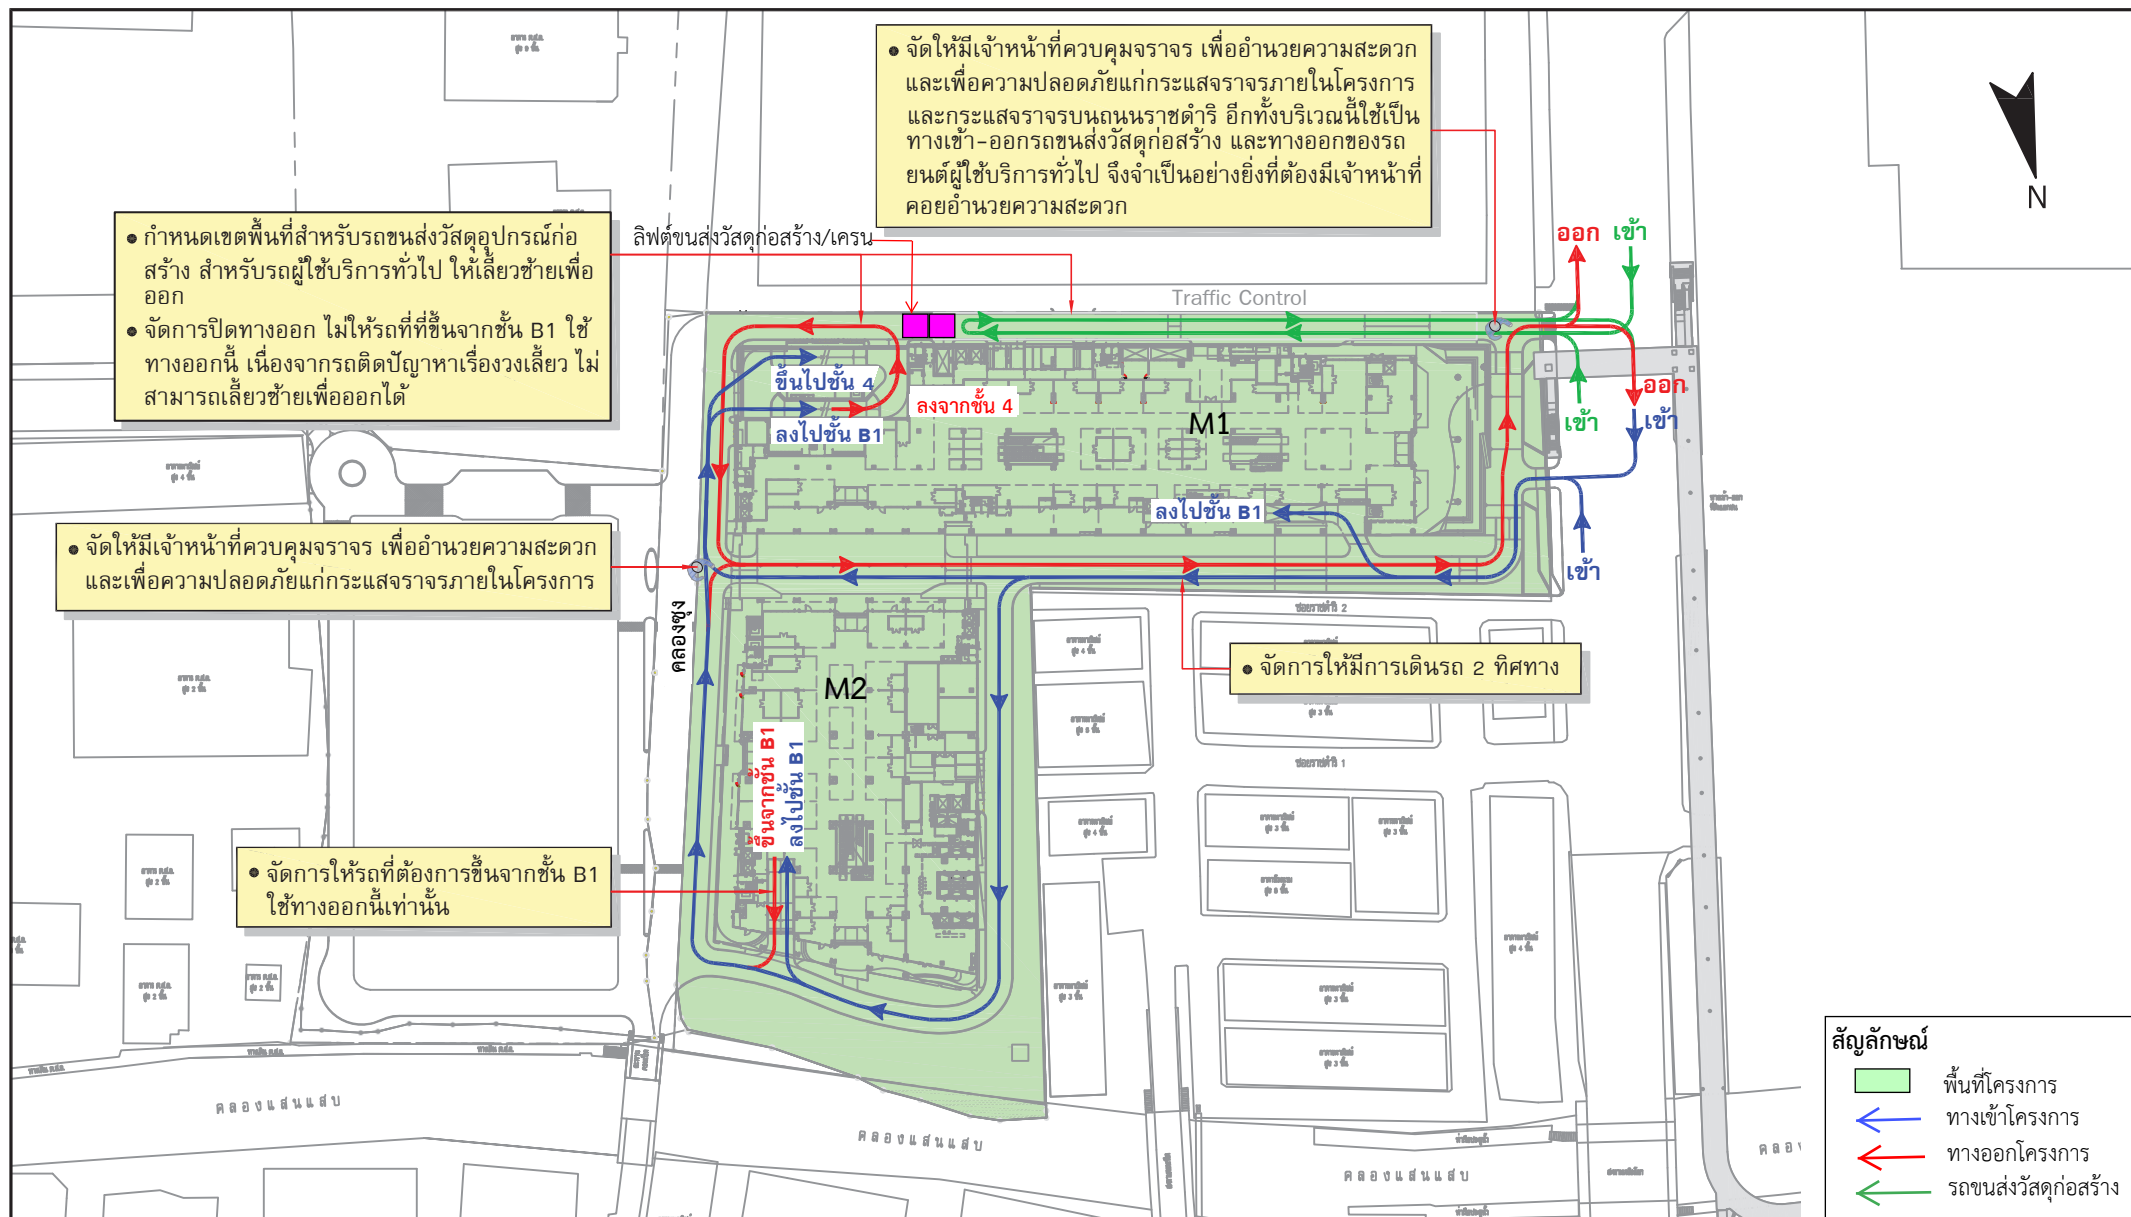 ● จัดให้มีเจ้าหน้าที่ควบคุมจราจร เพื่ออำนวยความสะดวก
และเพื่อความปลอดภัยแก่กระแสจราจรภายในโครงการ
และกระแสจราจรบนถนนราชดำริ อีกทั้งบริเวณนี้ใช้เป็น
ทางเข้า-ออกรถขนส่งวัสดุก่อสร้าง และทางออกของรถ
ยนต์ผู้ใช้บริการทั่วไป จึงจำเป็นอย่างยิ่งที่ต้องมีเจ้าหน้าที่
คอยอำนวยความสะดวก
N
● กำหนดเขตพื้นที่สำหรับรถขนส่งวัสดุอุปกรณ์ก่อ
สร้าง สำหรับรถผู้ใช้บริการทั่วไป ให้เลี้ยวซ้ายเพื่อ
ออก
● จัดการปิดทางออก ไม่ให้รถที่ที่ขึ้นจากชั้น B1 ใช้
ทางออกนี้ เนื่องจากรถติดปัญหาเรื่องวงเลี้ยว ไม่
สามารถเลี้ยวซ้ายเพื่อออกได้
ลิฟต์ขนส่งวัสดุก่อสร้าง/เครน
ออก
เข้า
Traffic Control
ขึ้นไปชั้น 4
ลงจากชั้น 4
ลงไปชั้น B1
M1
ออก
เข้า
เข้า
ลงไปชั้น B1
เข้า
● จัดให้มีเจ้าหน้าที่ควบคุมจราจร เพื่ออำนวยความสะดวก
และเพื่อความปลอดภัยแก่กระแสจราจรภายในโครงการ
คลองซุง
ซอยราชดำริ 2
● จัดการให้มีการเดินรถ 2 ทิศทาง
M2
ซอยราชดำริ 1
ขึ้นจากชั้น B1
ลงไปชั้น B1
● จัดการให้รถที่ต้องการขึ้นจากชั้น B1
ใช้ทางออกนี้เท่านั้น
คลองแสนแสบ
คลองแสนแสบ
คลองแสนแสบ
สัญลักษณ์
พื้นที่โครงการ
ทางเข้าโครงการ
ทางออกโครงการ
รถขนส่งวัสดุก่อสร้าง